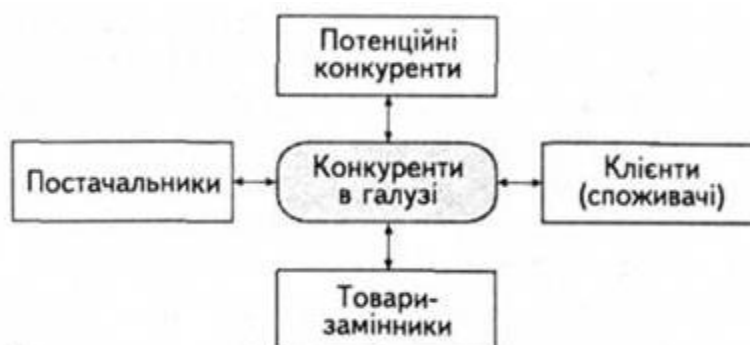 Потенційні
конкуренти
Постачальники
Конкуренти
в галузі
Клієнти
(споживачі)
Товари-
замінники